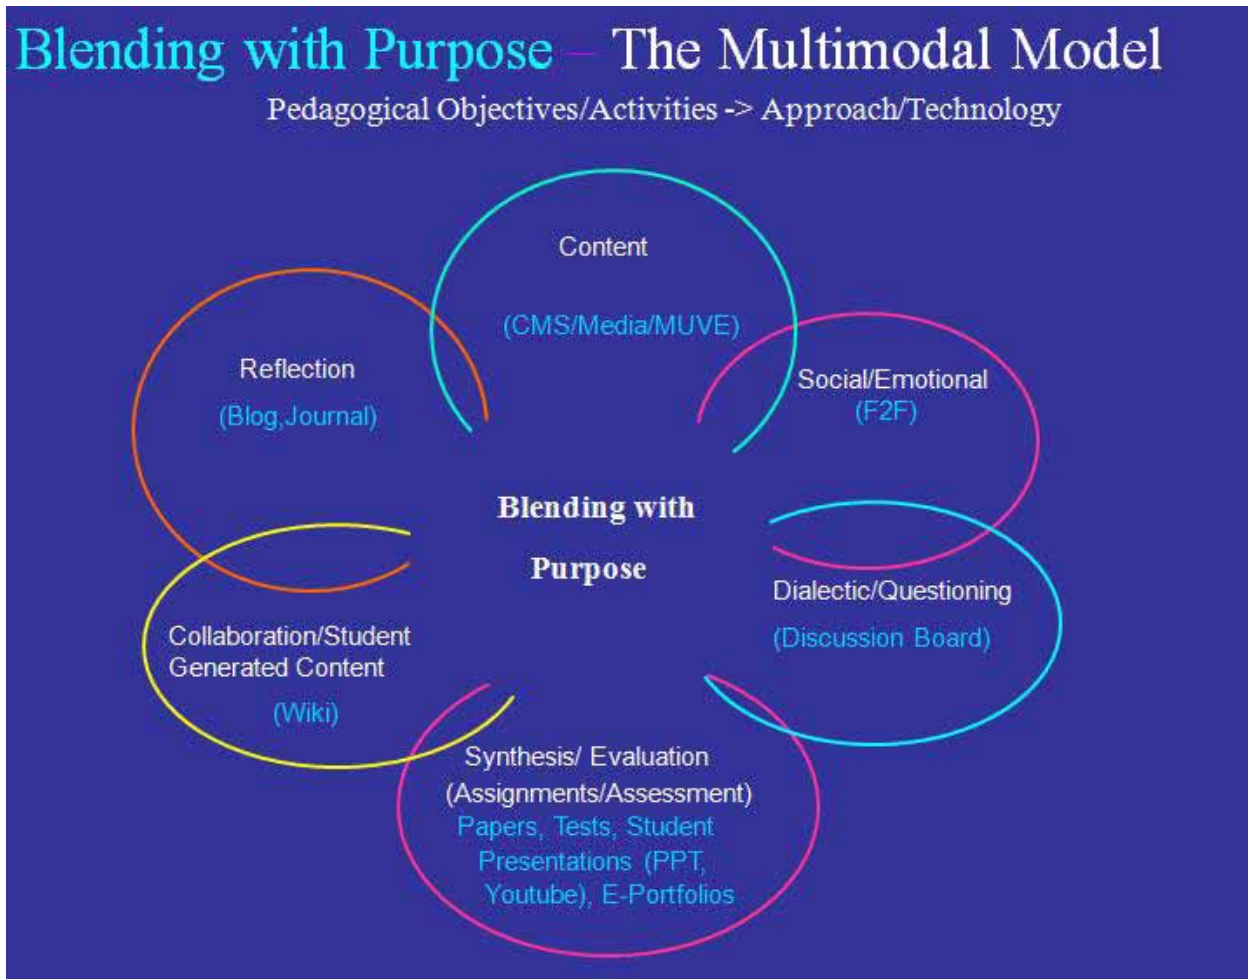 Blending with Purpose – The Multimodal Model
Pedagogical Objectives/Activities -> Approach/Technology
Content
(CMS/Media/MUVE)
Reflection
(Blog,Journal)
Social/Emotional
(F2F)
Blending with
Purpose
Dialectic/Questioning
(Discussion Board)
Collaboration/Student
Generated Content
(Wiki)
Synthesis/ Evaluation
(Assignments/Assessment)
Papers, Tests, Student
Presentations (PPT,
Youtube), E-Portfolios